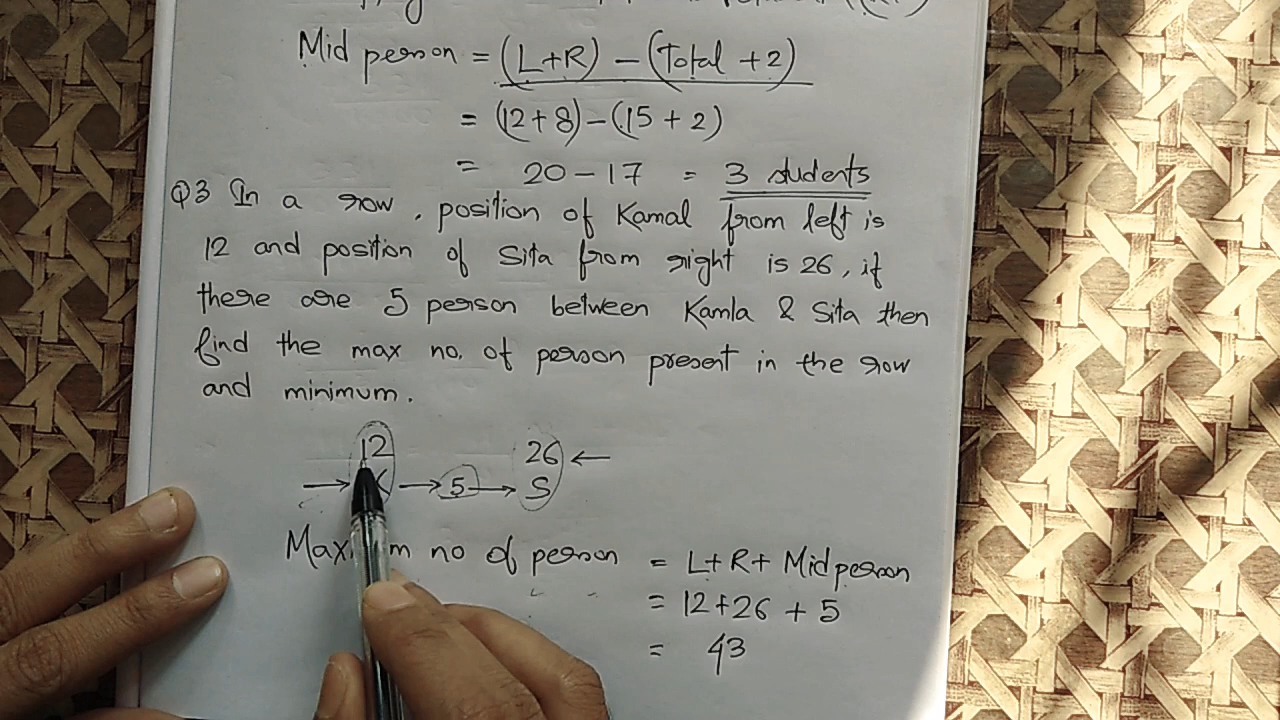 Mid person = (L+R) - (Total +2)
= (12+8)-(15 + 2)
= 20-17 = 3 students
Q3 In a row, position of Kamal from left is
12 and position of Sita from right is 26, if
there are 5 person between Kamla & Sita then
find the max no. of person present in the row
and minimum.
12 26 ←
→ K → 5 → S
no of person = L+R+ Mid person
= 12+26 + 5
= 43